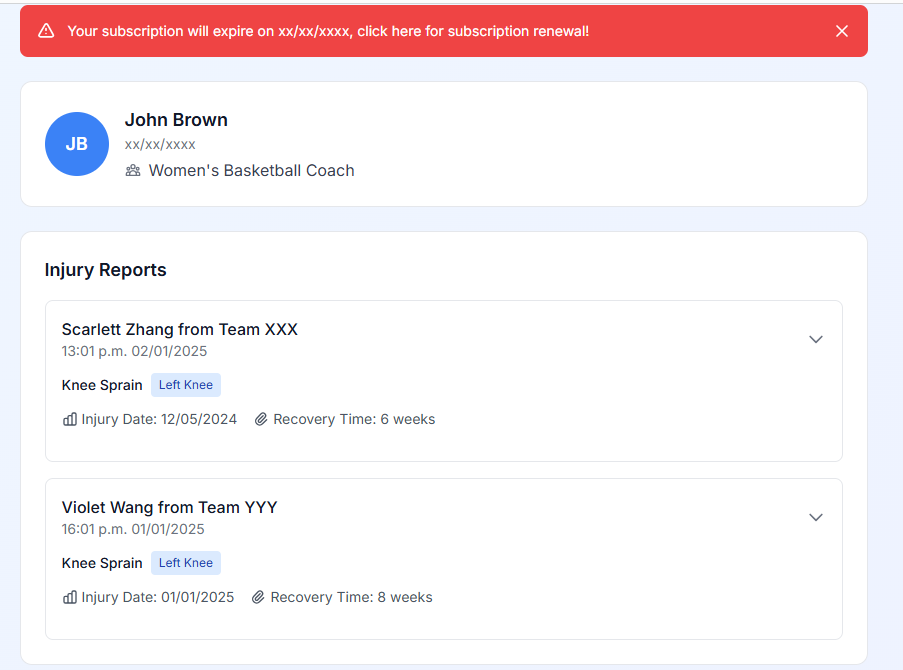 Your subscription will expire on xx/xx/xxxx, click here for subscription renewal!
JB
John Brown
xx/xx/xxxx
Women's Basketball Coach
Injury Reports
Scarlett Zhang from Team XXX
13:01 p.m. 02/01/2025
Knee Sprain Left Knee
Injury Date: 12/05/2024 Recovery Time: 6 weeks
Violet Wang from Team YYY
16:01 p.m. 01/01/2025
Knee Sprain Left Knee
Injury Date: 01/01/2025 Recovery Time: 8 weeks